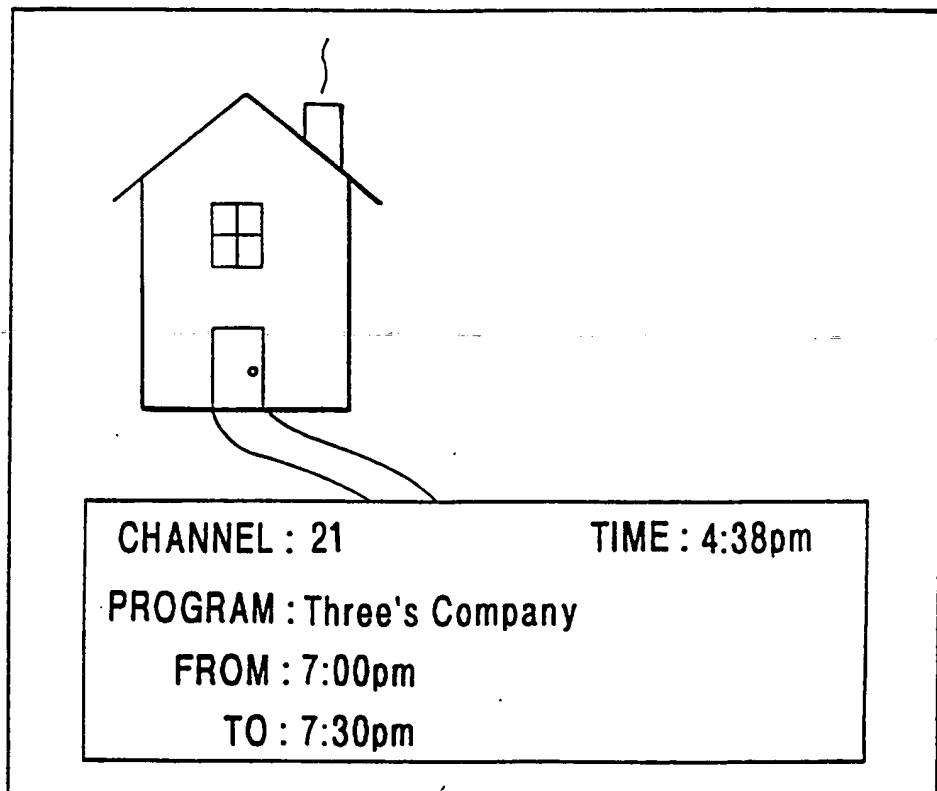 CHANNEL : 21 TIME : 4:38pm
PROGRAM : Three's Company
FROM : 7:00pm
TO : 7:30pm